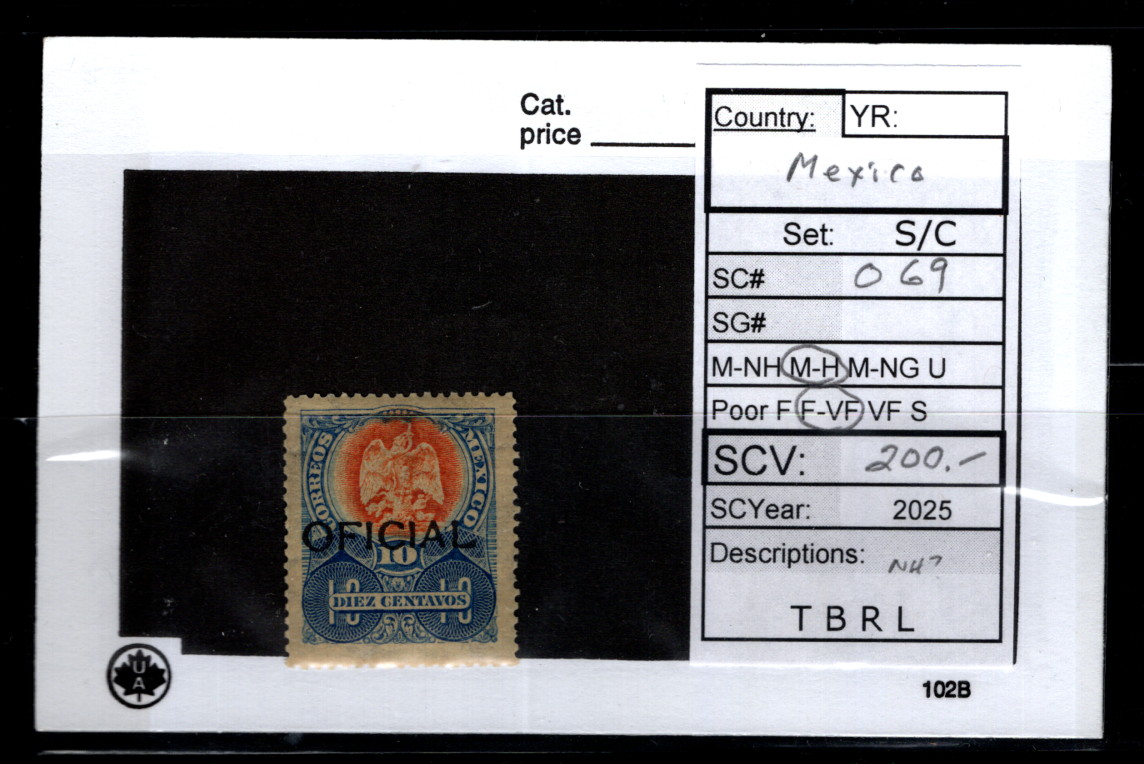 Cat.
price
Country: YR:
Mexico
Set: S/C
SC# O 69
SG#
M-NH M-H M-NG U
Poor F F-VF VF S
SCV: 200.-
SCYear: 2025
Descriptions: NH?
T B R L
CORREOS MEXICO
OFICIAL
10
10 DIEZ CENTAVOS 10
U
A
102B